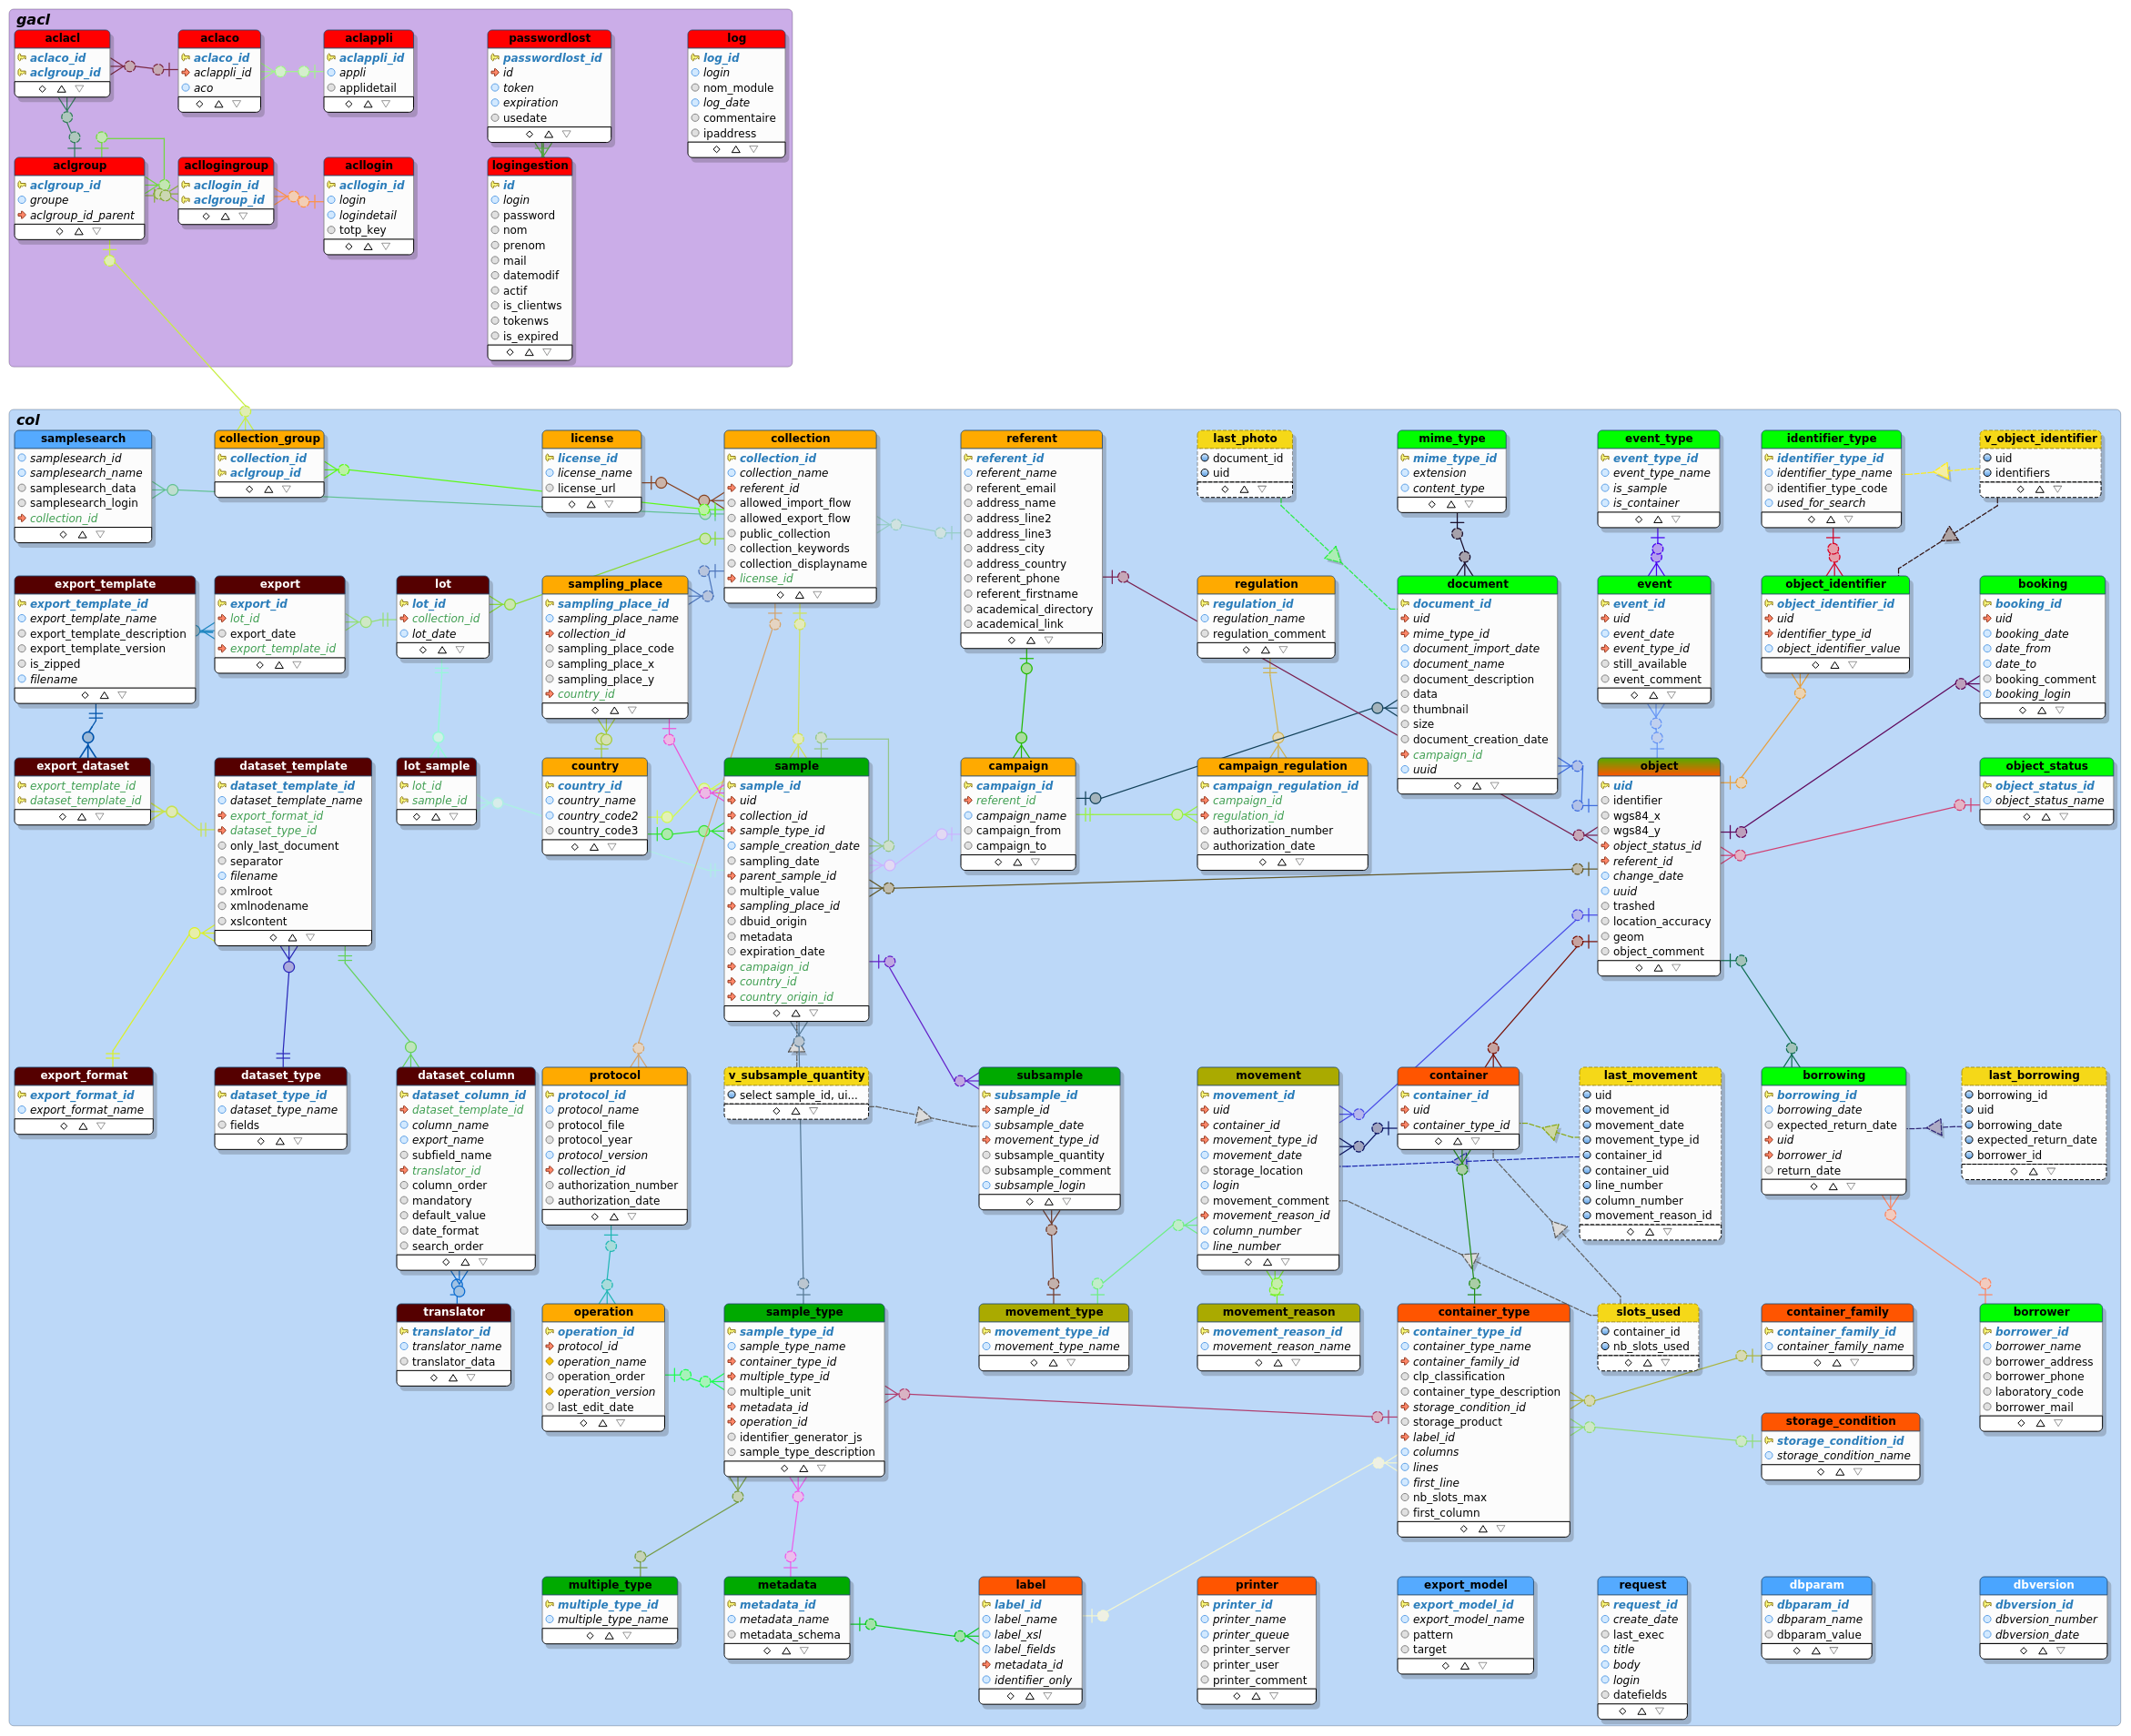 gacl
aclacl
aclaco_id
aclgroup_id
aclaco
aclaco_id
aclappli_id
aco
aclappli
aclappli_id
appli
applidetail
passwordlost
passwordlost_id
id
token
expiration
usedate
log
log_id
login
nom_module
log_date
commentaire
ipaddress
aclgroup
aclgroup_id
groupe
aclgroup_id_parent
acllogingroup
acllogin_id
aclgroup_id
acllogin
acllogin_id
login
logindetail
totp_key
logingestion
id
login
password
nom
prenom
mail
datemodif
actif
is_clientws
tokenws
is_expired
col
samplesearch
samplesearch_id
samplesearch_name
samplesearch_data
samplesearch_login
collection_id
collection_group
collection_id
aclgroup_id
license
license_id
license_name
license_url
collection
collection_id
collection_name
referent_id
allowed_import_flow
allowed_export_flow
public_collection
collection_keywords
collection_displayname
license_id
referent
referent_id
referent_name
referent_email
address_name
address_line2
address_line3
address_city
address_country
referent_phone
referent_firstname
academical_directory
academical_link
last_photo
document_id
uid
mime_type
mime_type_id
extension
content_type
event_type
event_type_id
event_type_name
is_sample
is_container
identifier_type
identifier_type_id
identifier_type_name
identifier_type_code
used_for_search
v_object_identifier
uid
identifiers
export_template
export_template_id
export_template_name
export_template_description
export_template_version
is_zipped
filename
export
export_id
lot_id
export_date
export_template_id
lot
lot_id
collection_id
lot_date
sampling_place
sampling_place_id
sampling_place_name
collection_id
sampling_place_code
sampling_place_x
sampling_place_y
country_id
regulation
regulation_id
regulation_name
regulation_comment
document
document_id
uid
mime_type_id
document_import_date
document_name
document_description
data
thumbnail
size
document_creation_date
campaign_id
uuid
event
event_id
uid
event_date
event_type_id
still_available
event_comment
object_identifier
object_identifier_id
uid
identifier_type_id
object_identifier_value
booking
booking_id
uid
booking_date
date_from
date_to
booking_comment
booking_login
export_dataset
export_template_id
dataset_template_id
dataset_template
dataset_template_id
dataset_template_name
export_format_id
dataset_type_id
only_last_document
separator
filename
xmlroot
xmlnodename
xslcontent
lot_sample
lot_id
sample_id
country
country_id
country_name
country_code2
country_code3
sample
sample_id
uid
collection_id
sample_type_id
sample_creation_date
sampling_date
parent_sample_id
multiple_value
sampling_place_id
dbuid_origin
metadata
expiration_date
campaign_id
country_id
country_origin_id
campaign
campaign_id
referent_id
campaign_name
campaign_from
campaign_to
campaign_regulation
campaign_regulation_id
campaign_id
regulation_id
authorization_number
authorization_date
object
uid
identifier
wgs84_x
wgs84_y
object_status_id
referent_id
change_date
uuid
trashed
location_accuracy
geom
object_comment
object_status
object_status_id
object_status_name
export_format
export_format_id
export_format_name
dataset_type
dataset_type_id
dataset_type_name
fields
dataset_column
dataset_column_id
dataset_template_id
column_name
export_name
subfield_name
translator_id
column_order
mandatory
default_value
date_format
search_order
protocol
protocol_id
protocol_name
protocol_file
protocol_year
protocol_version
collection_id
authorization_number
authorization_date
v_subsample_quantity
select sample_id, ui...
subsample
subsample_id
sample_id
subsample_date
movement_type_id
subsample_quantity
subsample_comment
subsample_login
movement
movement_id
uid
container_id
movement_type_id
movement_date
storage_location
login
movement_comment
movement_reason_id
column_number
line_number
container
container_id
uid
container_type_id
last_movement
uid
movement_id
movement_date
movement_type_id
container_id
container_uid
line_number
column_number
movement_reason_id
borrowing
borrowing_id
borrowing_date
expected_return_date
uid
borrower_id
return_date
last_borrowing
borrowing_id
uid
borrowing_date
expected_return_date
borrower_id
translator
translator_id
translator_name
translator_data
operation
operation_id
protocol_id
operation_name
operation_order
operation_version
last_edit_date
sample_type
sample_type_id
sample_type_name
container_type_id
multiple_type_id
multiple_unit
metadata_id
operation_id
identifier_generator_js
sample_type_description
movement_type
movement_type_id
movement_type_name
movement_reason
movement_reason_id
movement_reason_name
container_type
container_type_id
container_type_name
container_family_id
clp_classification
container_type_description
storage_condition_id
storage_product
label_id
columns
lines
first_line
nb_slots_max
first_column
slots_used
container_id
nb_slots_used
container_family
container_family_id
container_family_name
borrower
borrower_id
borrower_name
borrower_address
borrower_phone
laboratory_code
borrower_mail
storage_condition
storage_condition_id
storage_condition_name
multiple_type
multiple_type_id
multiple_type_name
metadata
metadata_id
metadata_name
metadata_schema
label
label_id
label_name
label_xsl
label_fields
metadata_id
identifier_only
printer
printer_id
printer_name
printer_queue
printer_server
printer_user
printer_comment
export_model
export_model_id
export_model_name
pattern
target
request
request_id
create_date
last_exec
title
body
login
datefields
dbparam
dbparam_id
dbparam_name
dbparam_value
dbversion
dbversion_id
dbversion_number
dbversion_date